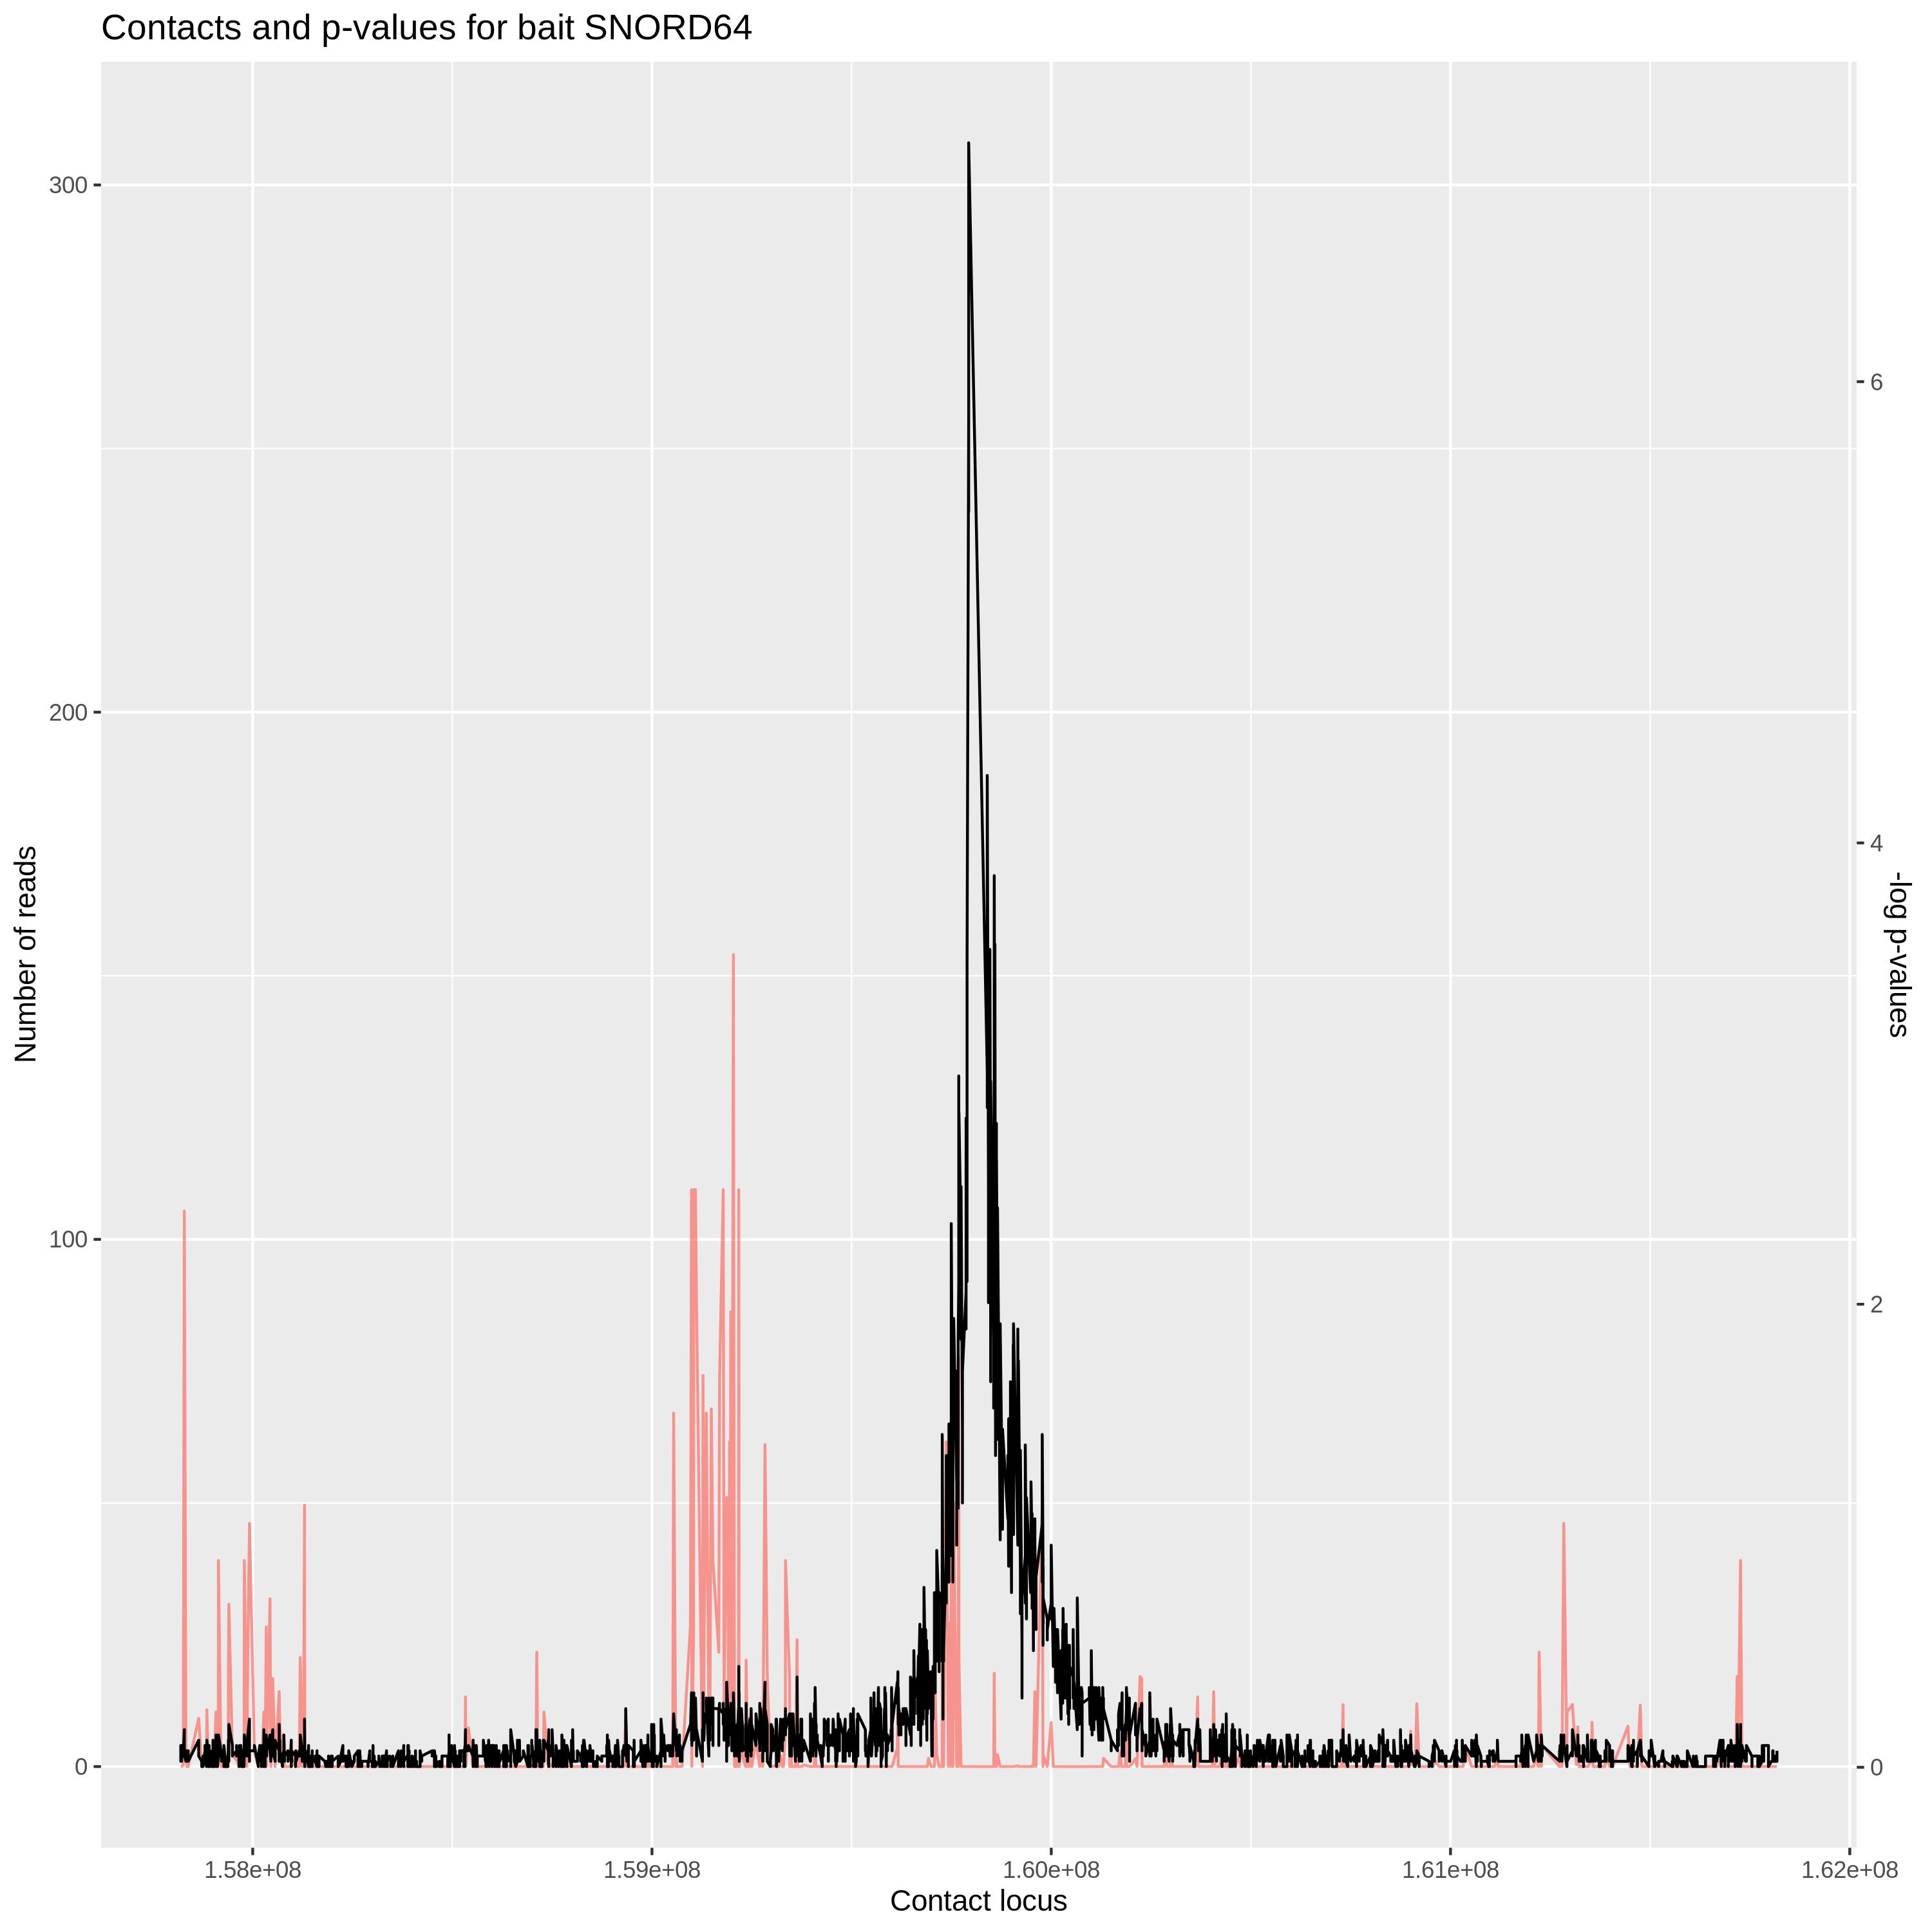 Contacts and p-values for bait SNORD64
Number of reads
300
200
100
0
6
4
2
0
-log p-values
1.58e+08 1.59e+08 1.60e+08 1.61e+08 1.62e+08
Contact locus